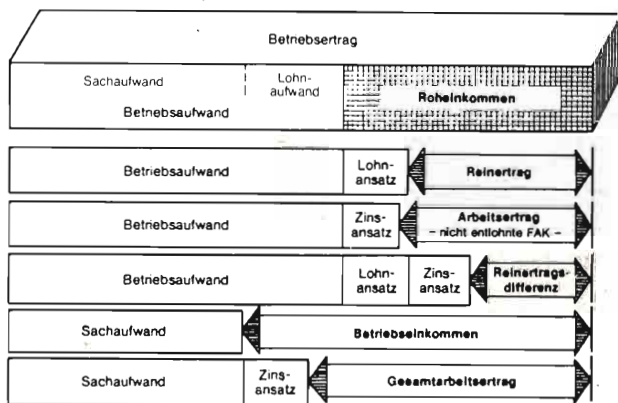 Betriebsertrag
Sachaufwand Lohn-
aufwand
Roheinkommen
Betriebsaufwand
Betriebsaufwand Lohn-
ansatz Reinertrag
Betriebsaufwand Zins-
ansatz Arbeitsertrag
– nicht entlohnte FAK –
Betriebsaufwand Lohn-
ansatz Zins-
ansatz Reinertrags-
differenz
Sachaufwand Betriebseinkommen
Sachaufwand Zins-
ansatz Gesamtarbeitsertrag